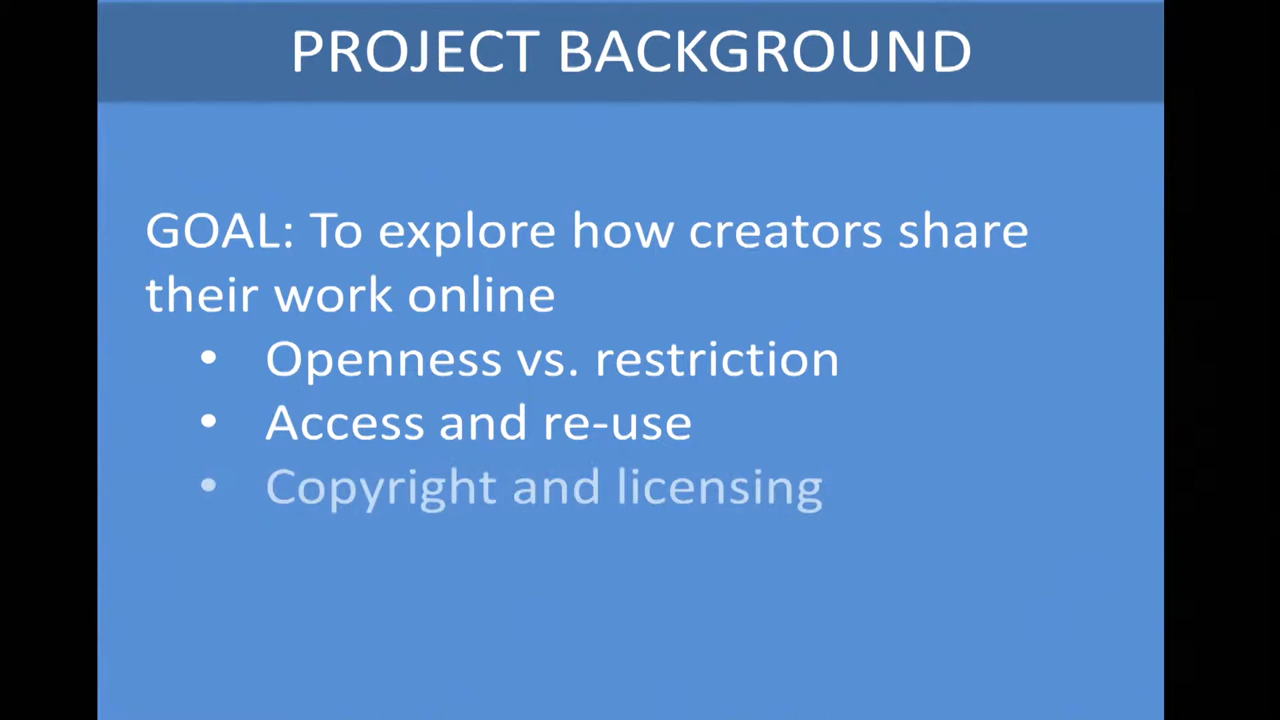 PROJECT BACKGROUND
GOAL: To explore how creators share
their work online
• Openness vs. restriction
• Access and re-use
• Copyright and licensing